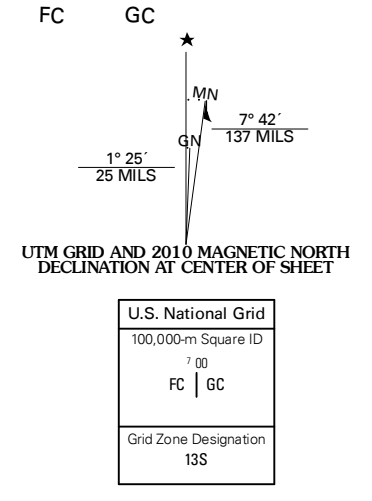 FC GC
MN
7° 42´
137 MILS
GN
1° 25´
25 MILS
UTM GRID AND 2010 MAGNETIC NORTH
DECLINATION AT CENTER OF SHEET
U.S. National Grid
100,000-m Square ID
7 00
FC GC
Grid Zone Designation
13S